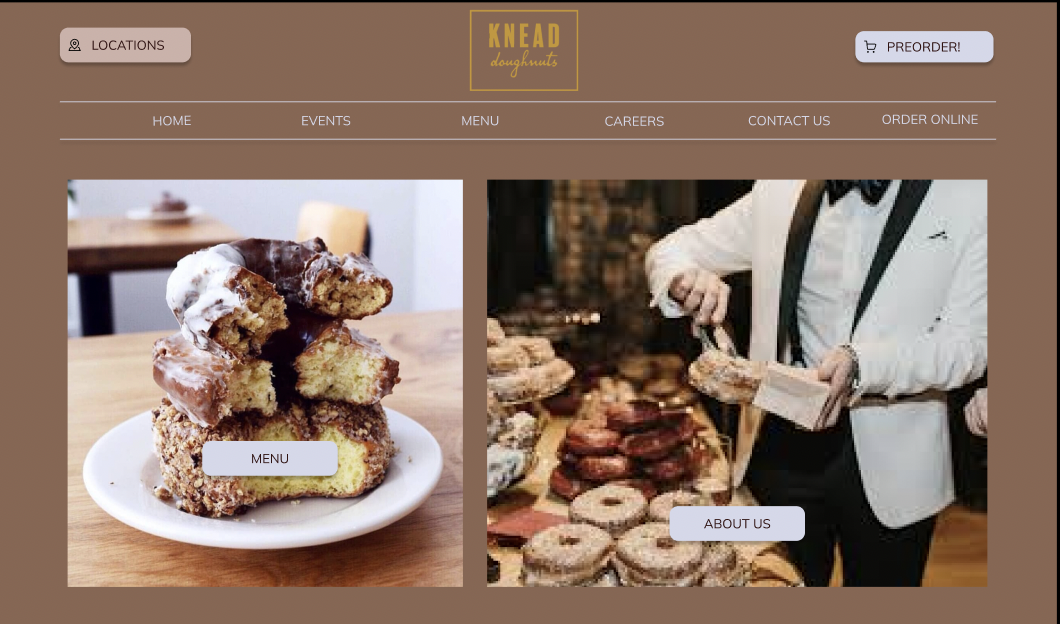 LOCATIONS
KNEAD
doughnuts
PREORDER!
HOME
EVENTS
MENU
CAREERS
CONTACT US
ORDER ONLINE
MENU
ABOUT US